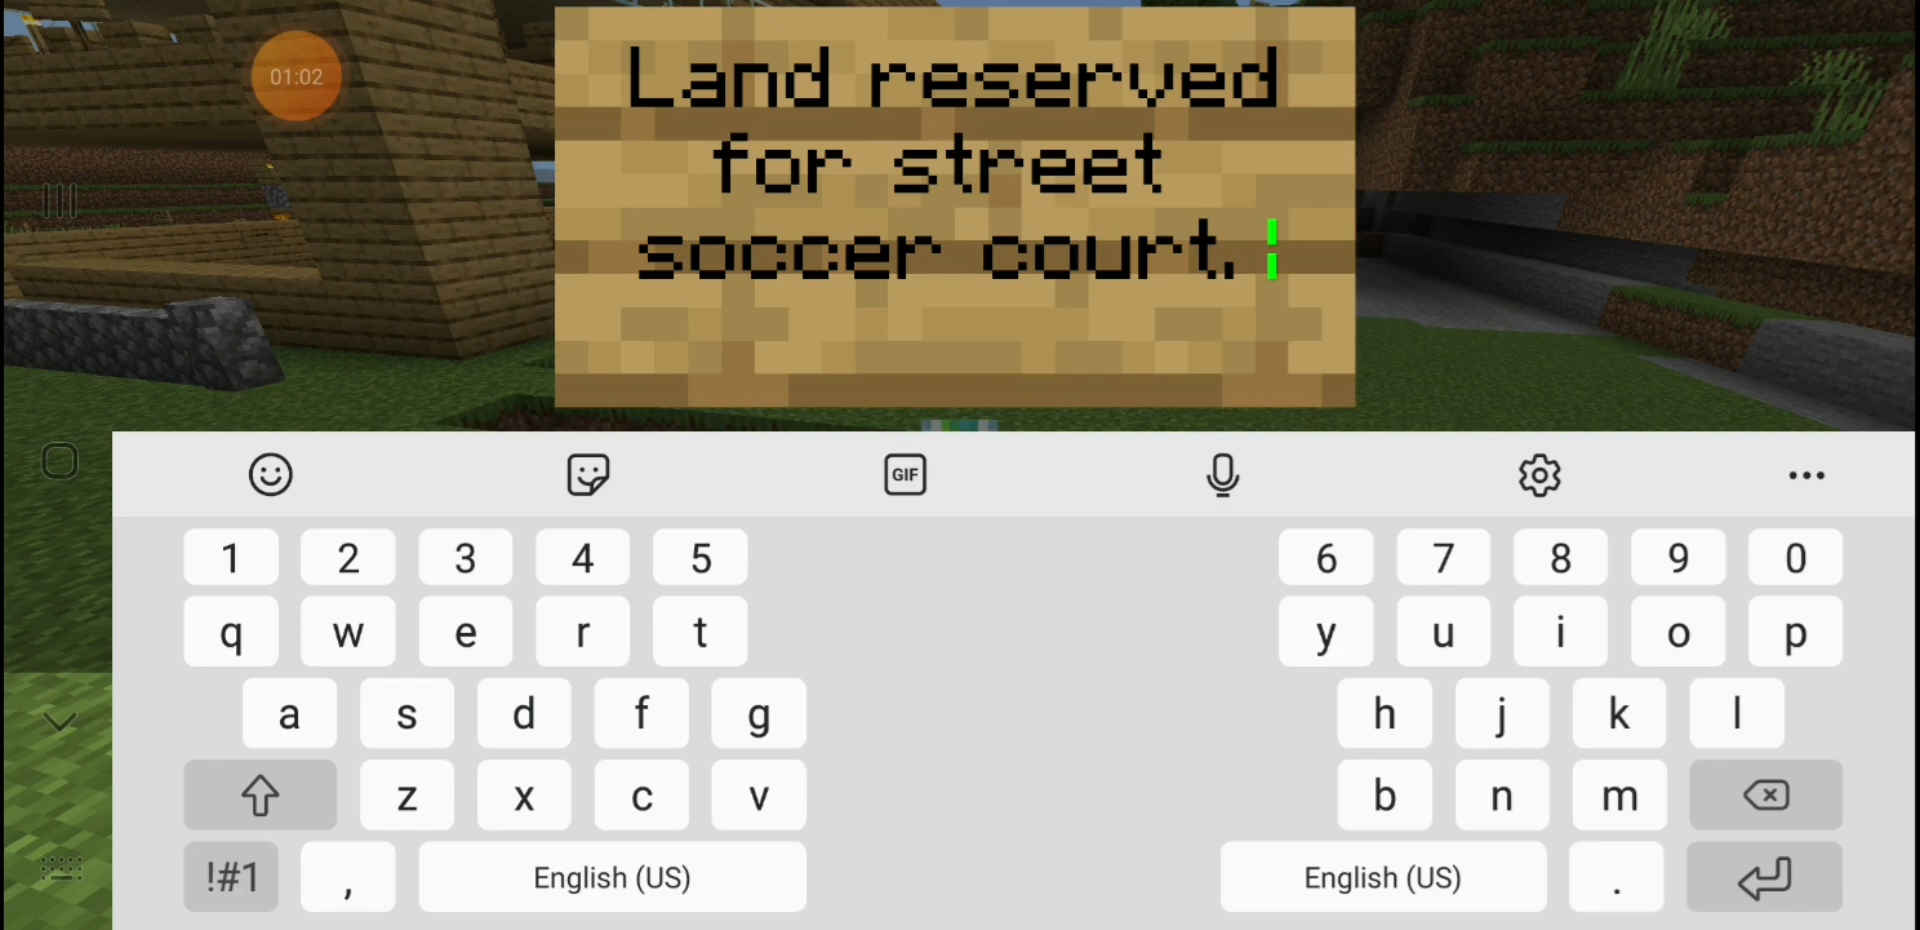 01:02
Land reserved
for street
soccer court.
GIF
1 2 3 4 5 6 7 8 9 0
q w e r t y u i o p
a s d f g h j k l
z x c v b n m
!#1 , English (US) English (US) .